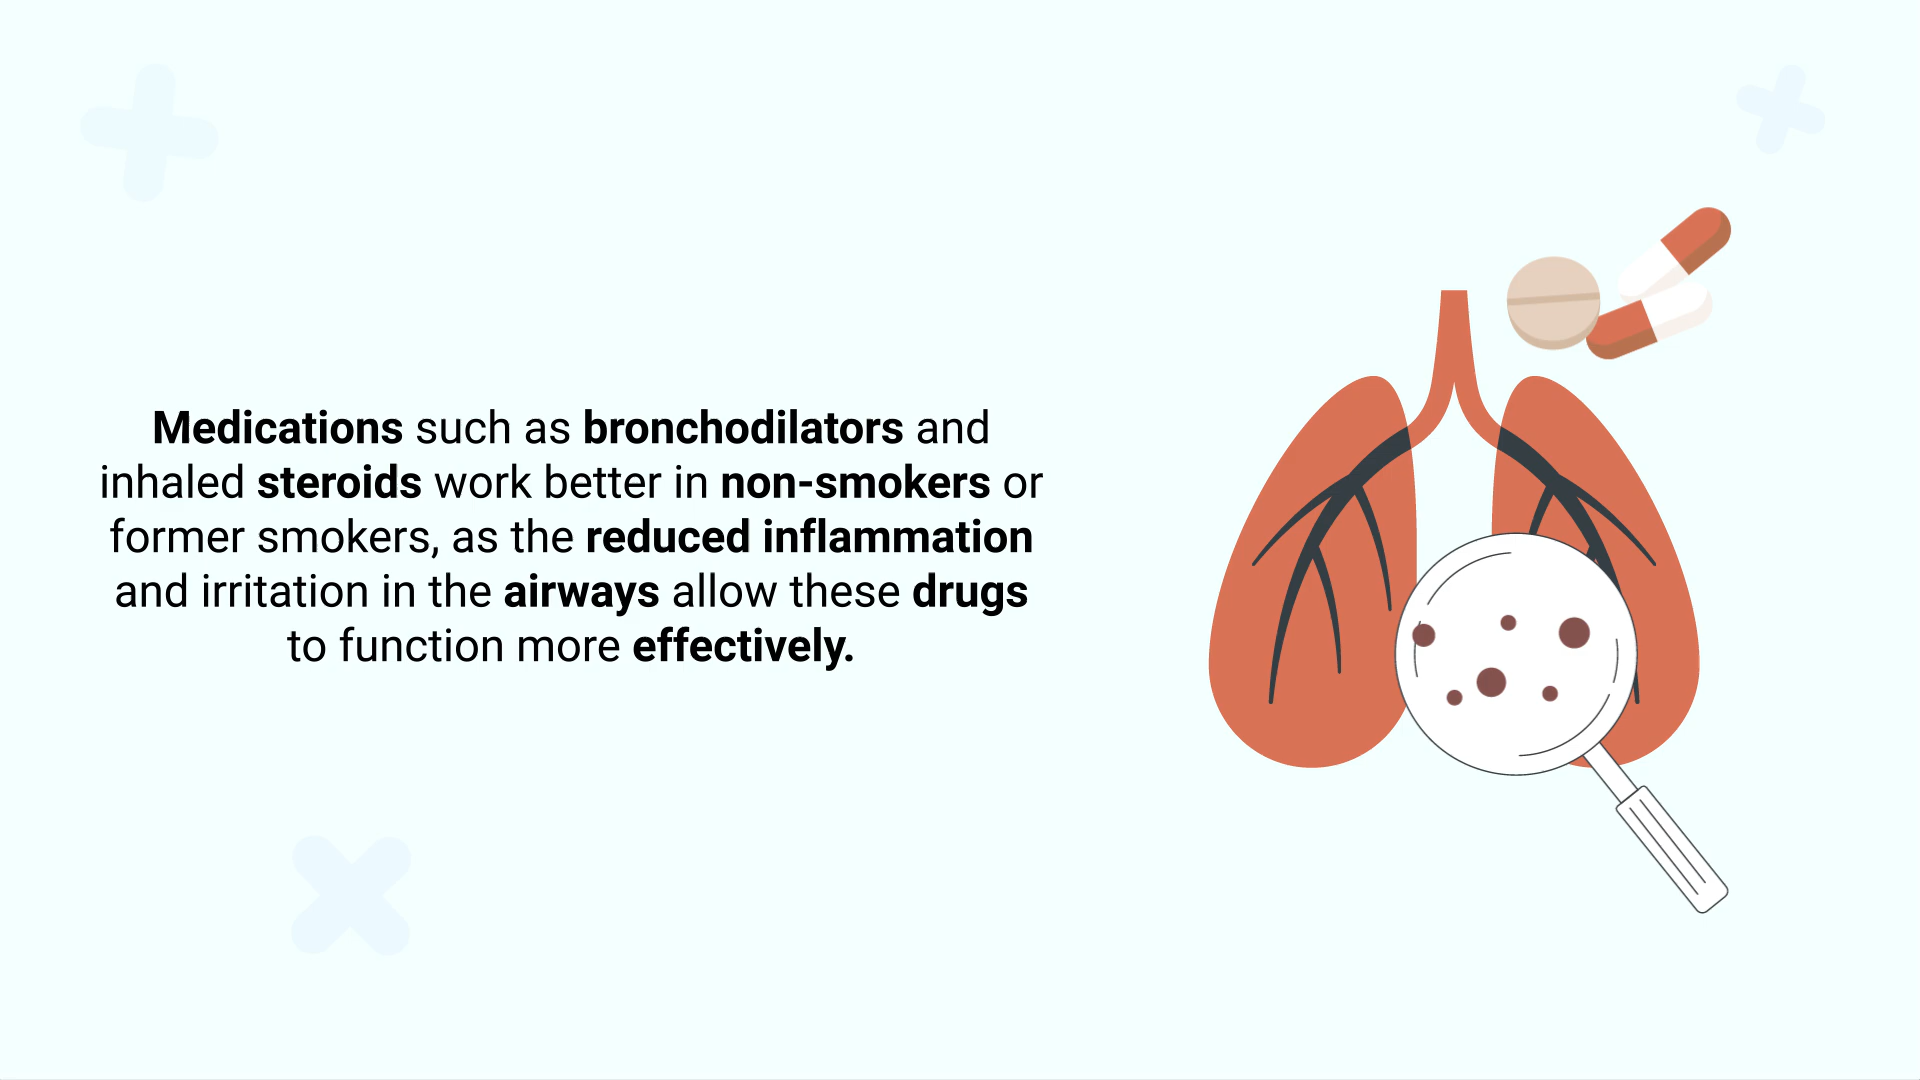 Medications such as bronchodilators and
inhaled steroids work better in non-smokers or
former smokers, as the reduced inflammation
and irritation in the airways allow these drugs
to function more effectively.